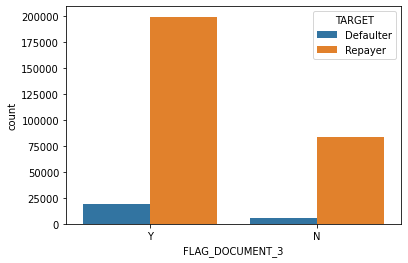 TARGET
Defaulter
Repayer
200000
175000
150000
125000
100000
75000
50000
25000
0
count
Y
N
FLAG_DOCUMENT_3